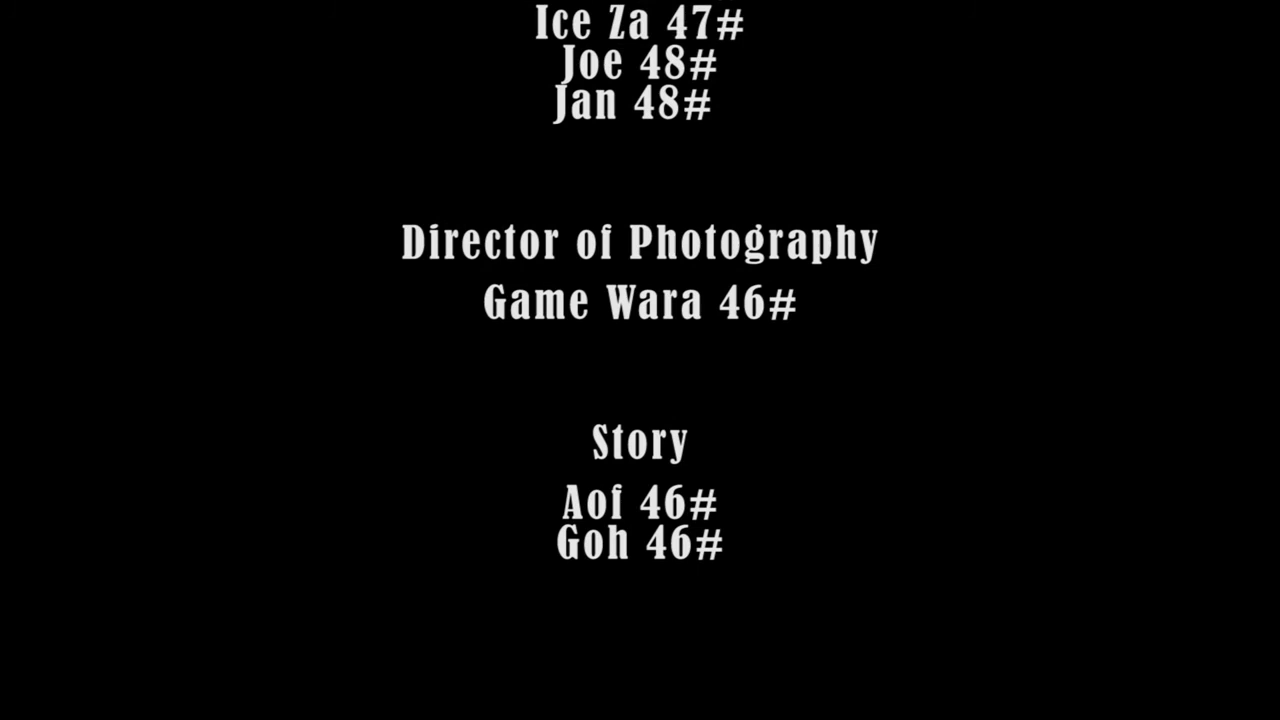 Ice Za 47#
Joe 48#
Jan 48#
Director of Photography
Game Wara 46#
Story
Aof 46#
Goh 46#